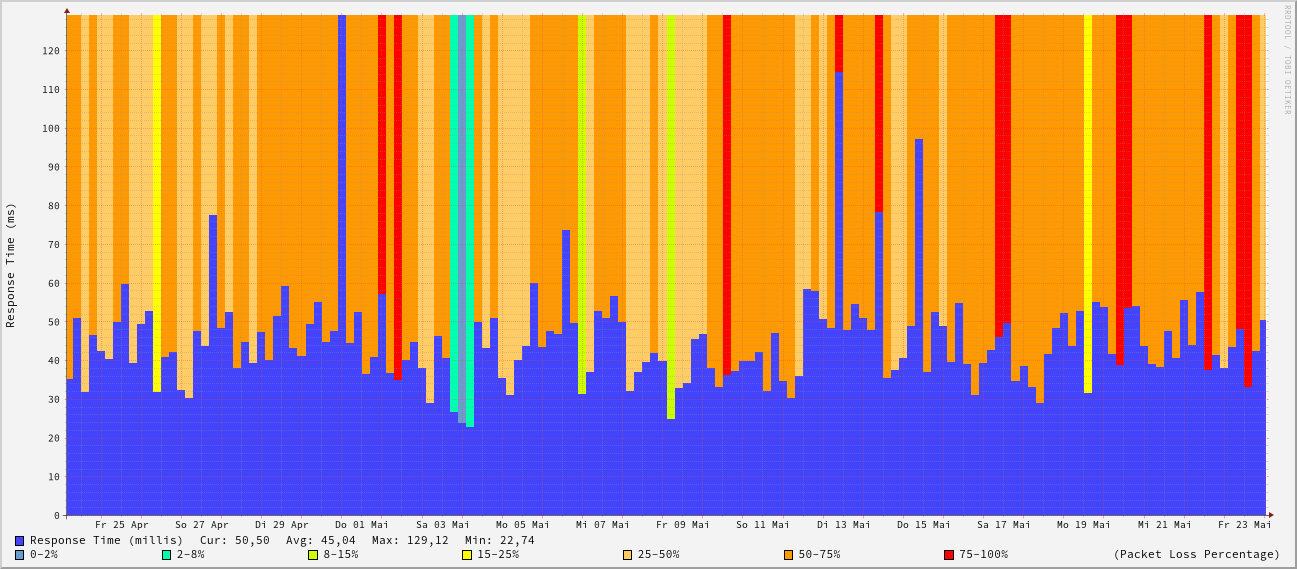 RRDTOOL / TOBI OETIKER
Response Time (ms)
120
110
100
90
80
70
60
50
40
30
20
10
0
Fr 25 Apr So 27 Apr Di 29 Apr Do 01 Mai Sa 03 Mai Mo 05 Mai Mi 07 Mai Fr 09 Mai So 11 Mai Di 13 Mai Do 15 Mai Sa 17 Mai Mo 19 Mai Mi 21 Mai Fr 23 Mai
Response Time (millis) Cur: 50,50 Avg: 45,04 Max: 129,12 Min: 22,74
0-2% 2-8% 8-15% 15-25% 25-50% 50-75% 75-100% (Packet Loss Percentage)